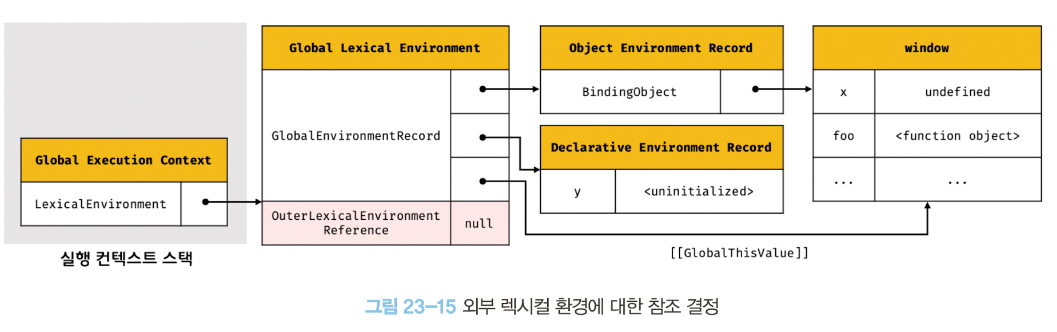 Global Execution Context
LexicalEnvironment
실행 컨텍스트 스택
Global Lexical Environment
GlobalEnvironmentRecord
OuterLexicalEnvironment
Reference
null
Object Environment Record
BindingObject
Declarative Environment Record
y <uninitialized>
window
x undefined
foo <function object>
... ...
[[GlobalThisValue]]
그림 23-15 외부 렉시컬 환경에 대한 참조 결정